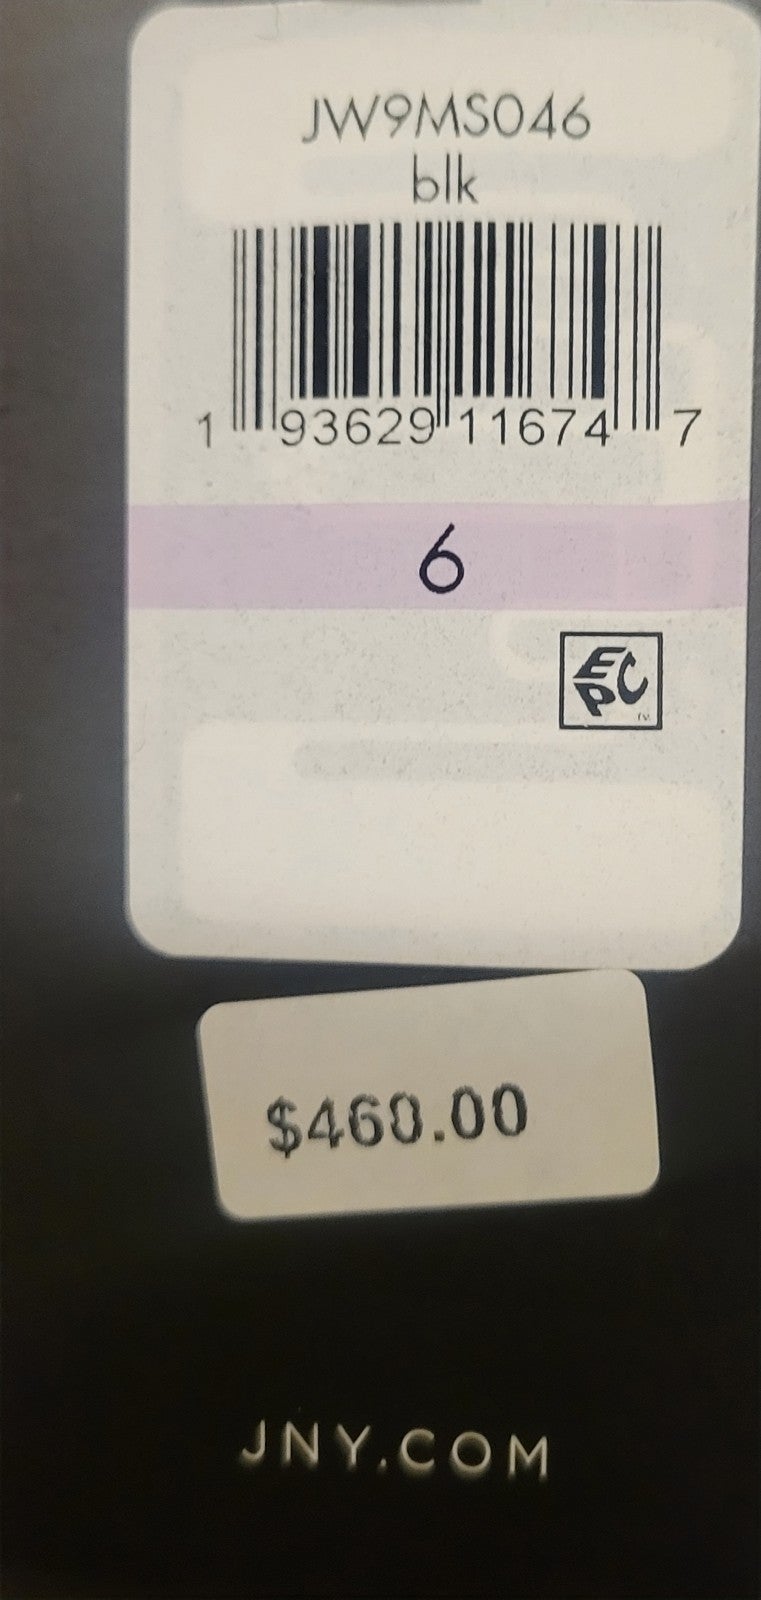 JW9MS046
blk
1 93629 11674 7
6
EPC
$460.00
JNY.COM